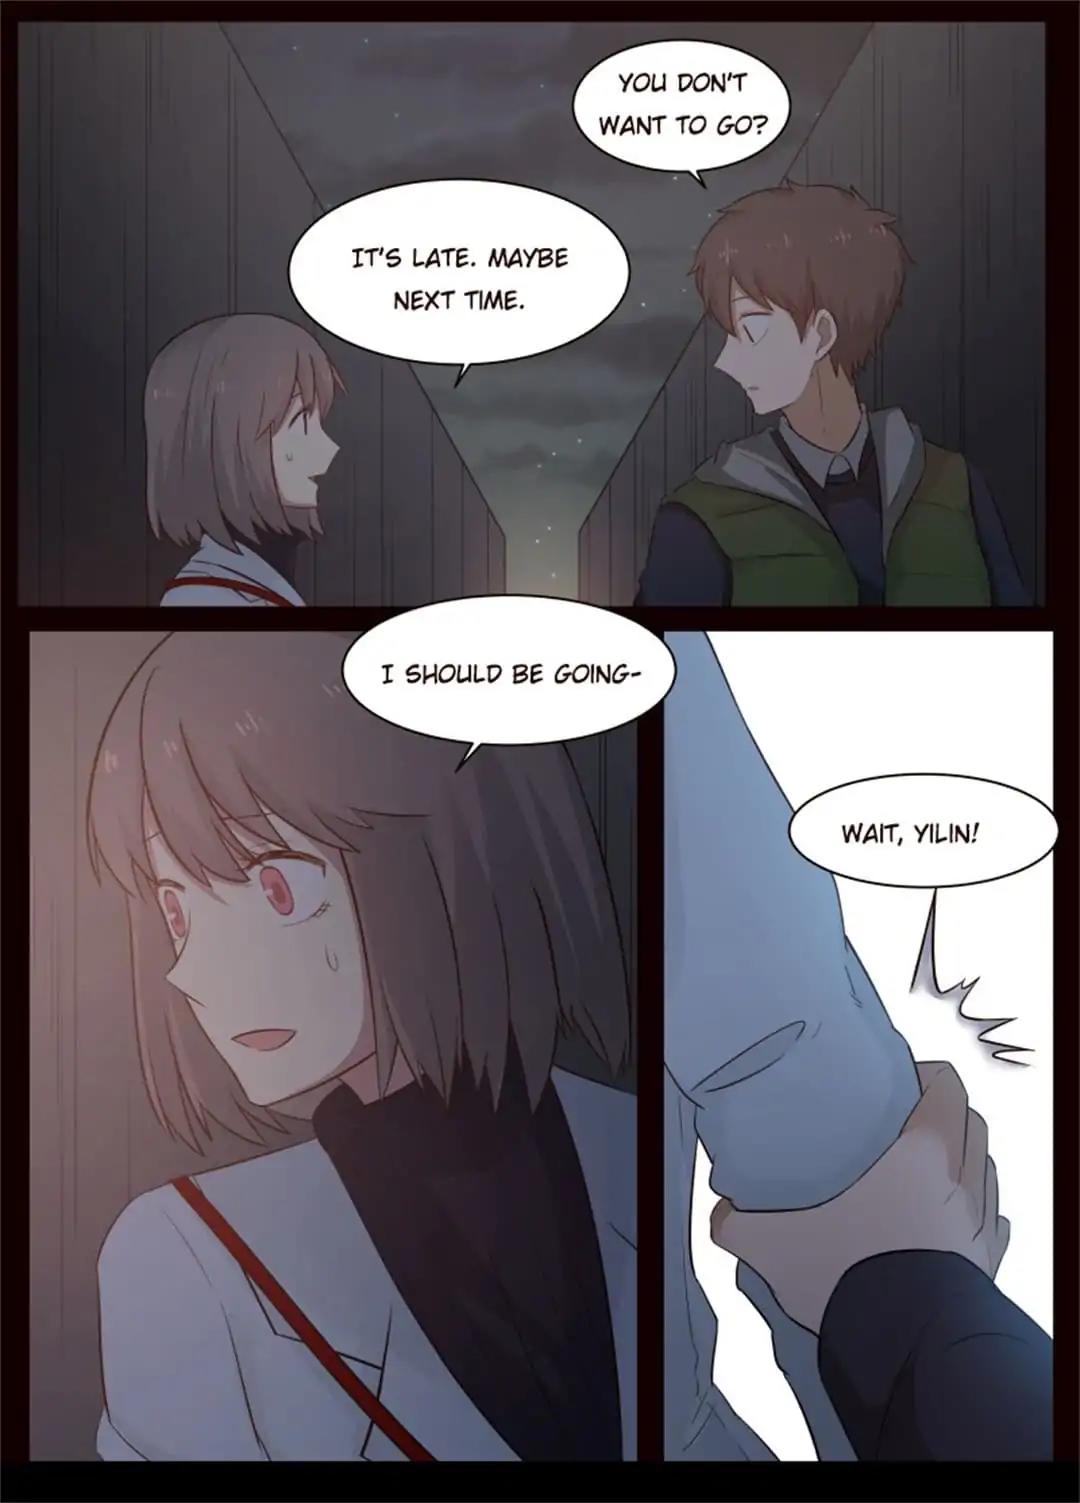 YOU DON'T
WANT TO GO?
IT'S LATE. MAYBE
NEXT TIME.
I SHOULD BE GOING-
WAIT, YILIN!